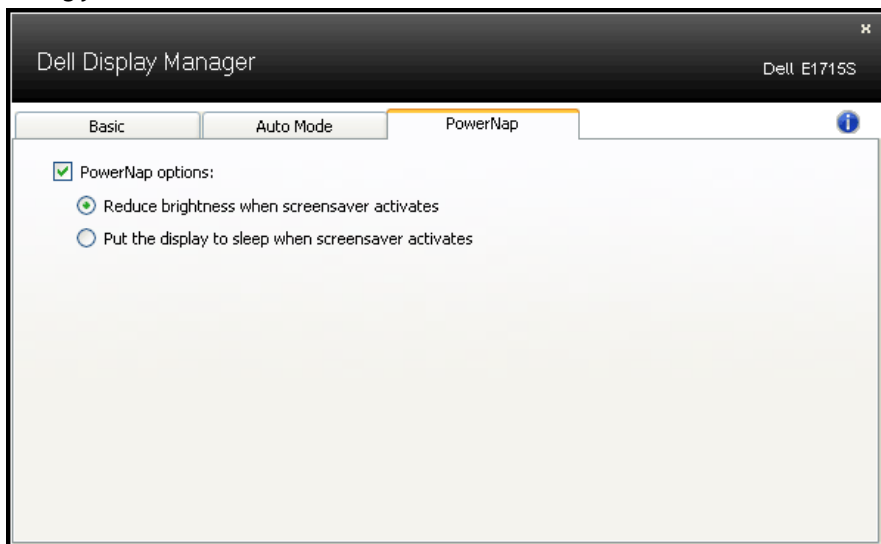 Dell Display Manager
Dell E1715S
Basic
Auto Mode
PowerNap
PowerNap options:
Reduce brightness when screensaver activates
Put the display to sleep when screensaver activates